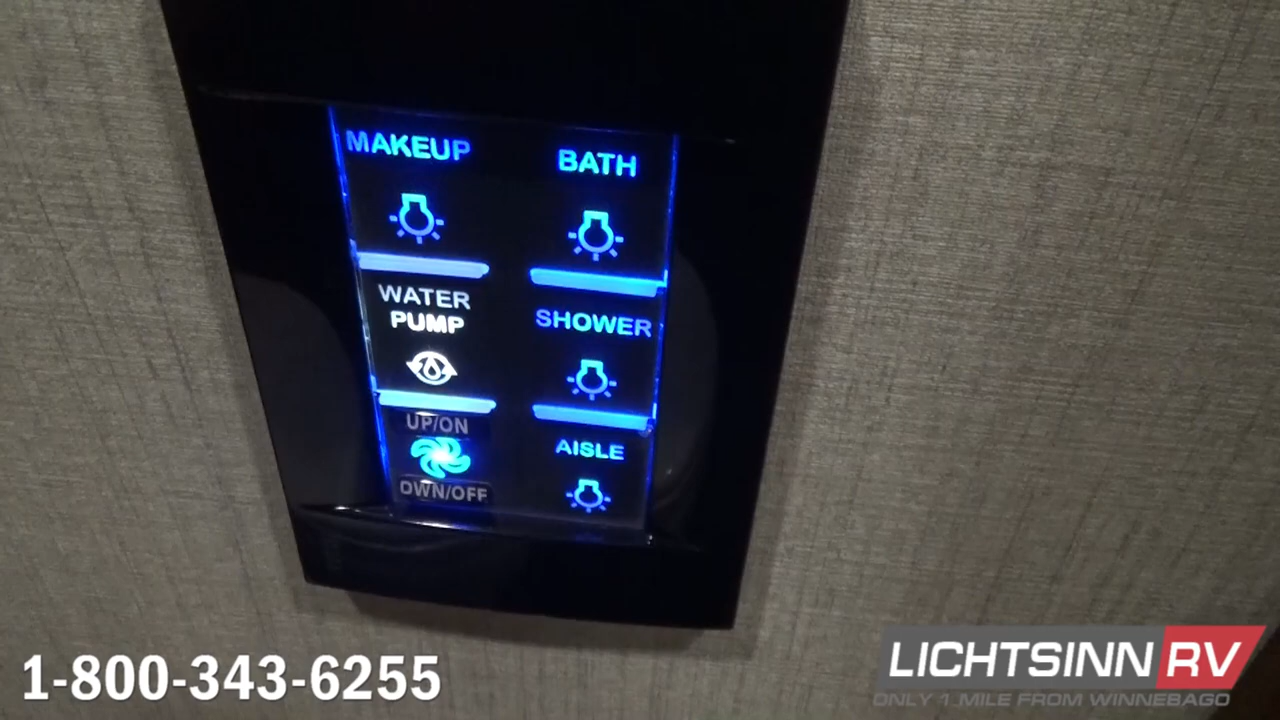 MAKEUP
BATH
WATER
PUMP
SHOWER
UP/ON
AISLE
DWN/OFF
1-800-343-6255
LICHTSINN RV
ONLY 1 MILE FROM WINNEBAGO